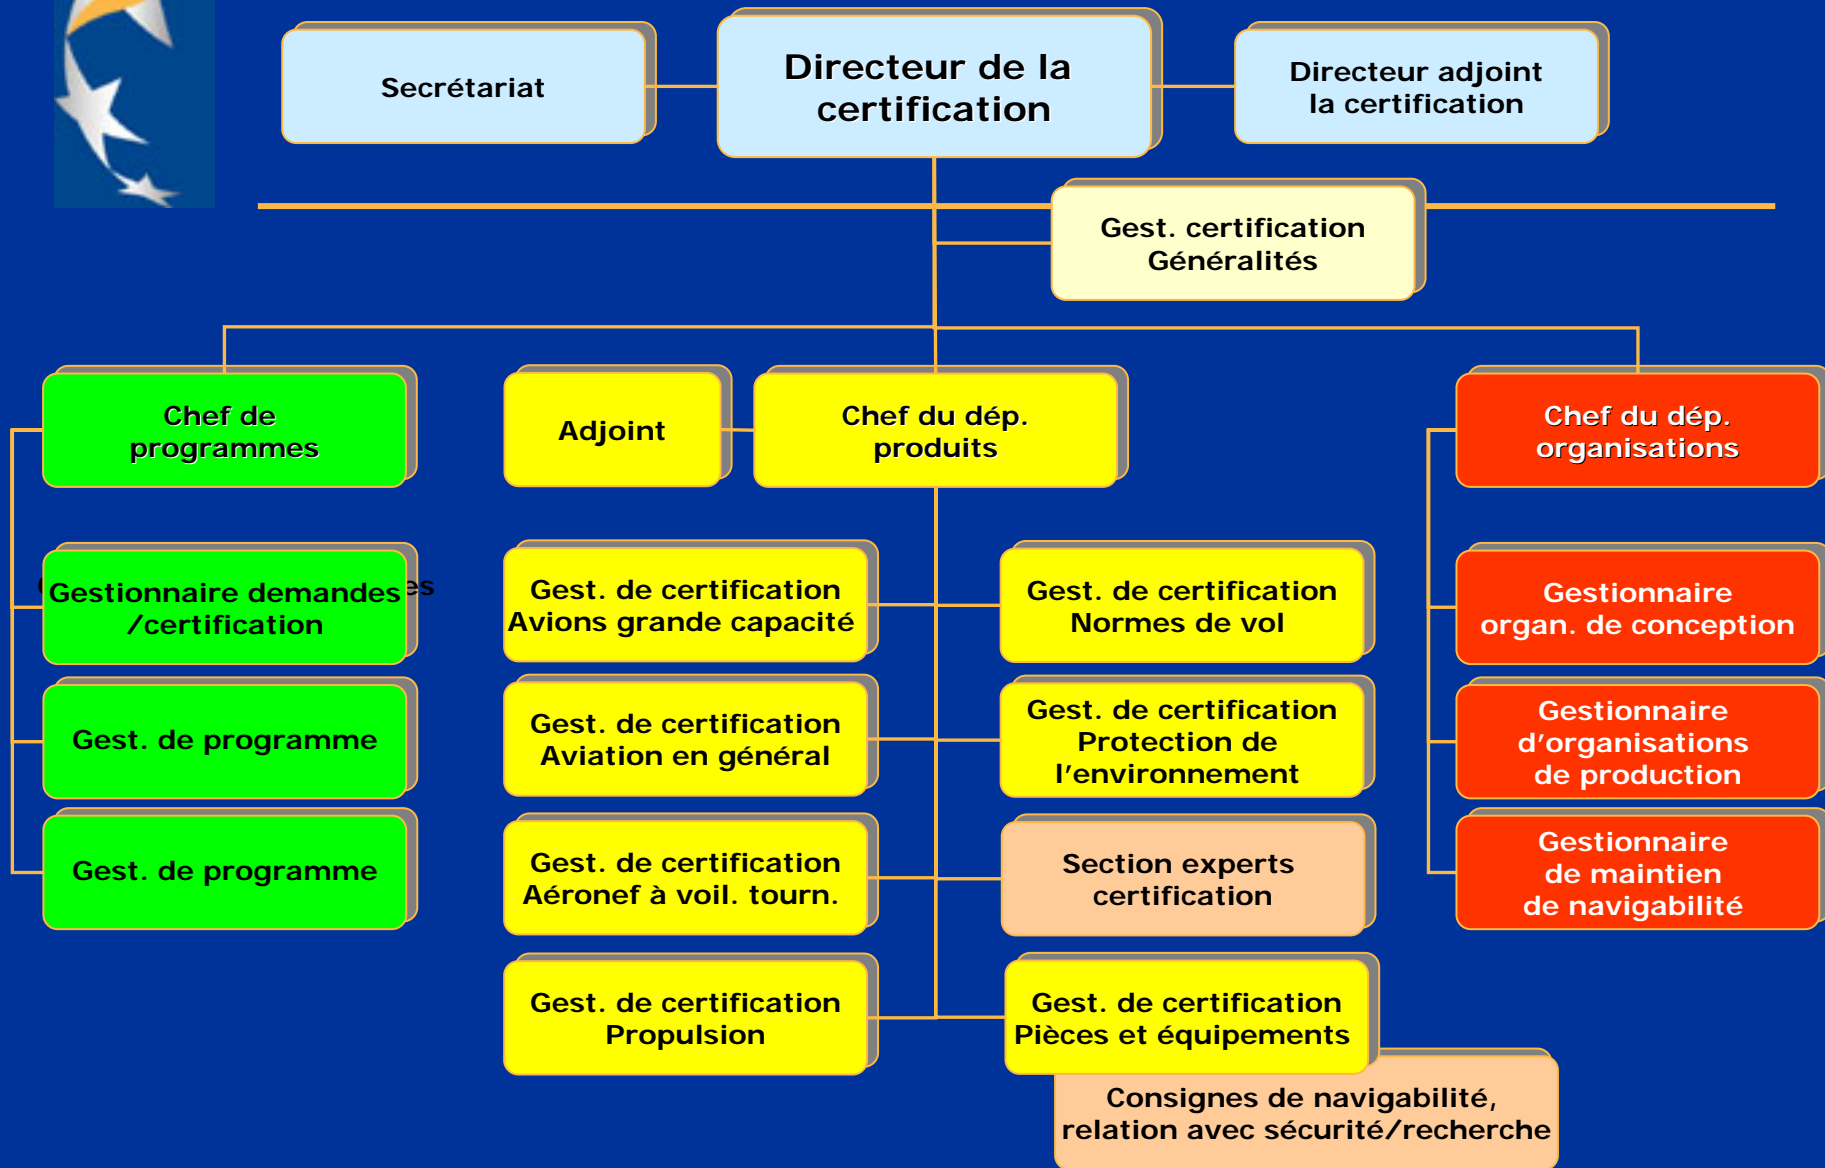 Secrétariat
Directeur de la
certification
Directeur adjoint
la certification
Gest. certification
Généralités
Chef de
programmes
Adjoint
Chef du dép.
produits
Chef du dép.
organisations
Gestionnaire demandes
/certification
Gest. de certification
Avions grande capacité
Gest. de certification
Normes de vol
Gestionnaire
organ. de conception
Gest. de programme
Gest. de certification
Aviation en général
Gest. de certification
Protection de
l'environnement
Gestionnaire
d'organisations
de production
Gest. de programme
Gest. de certification
Aéronef à voil. tourn.
Section experts
certification
Gestionnaire
de maintien
de navigabilité
Gest. de certification
Propulsion
Gest. de certification
Pièces et équipements
Consignes de navigabilité,
relation avec sécurité/recherche